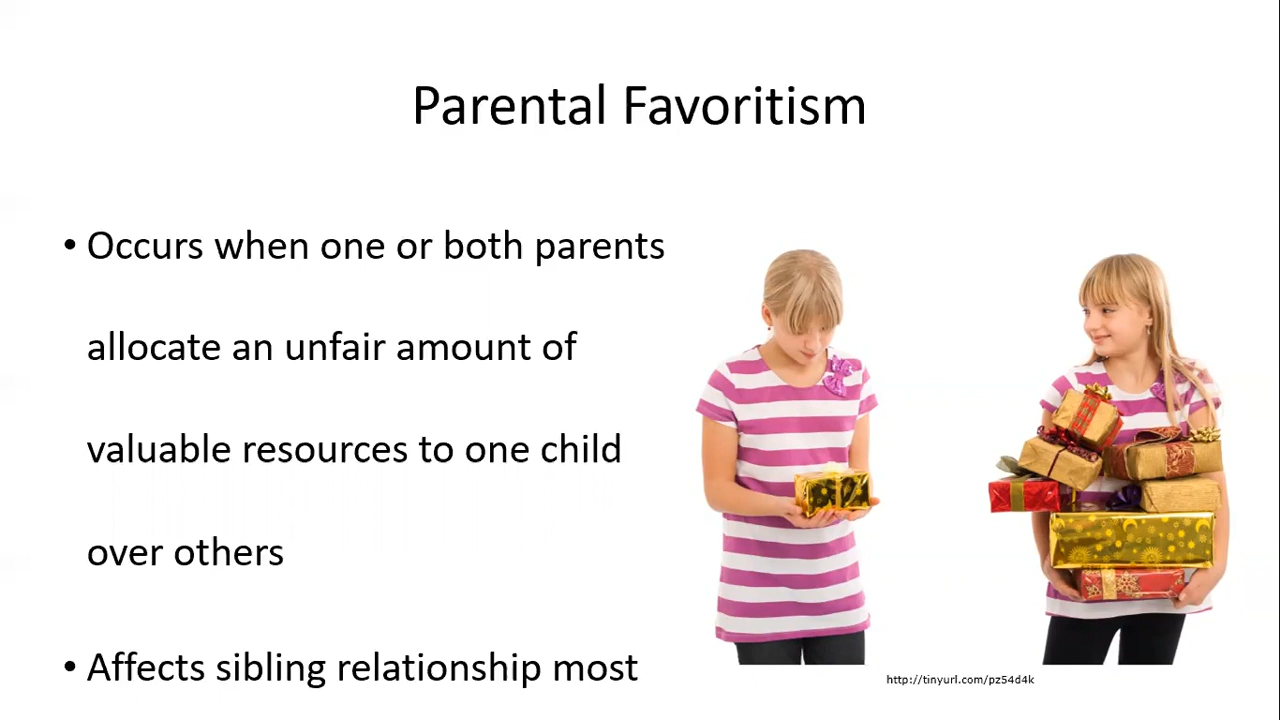 Parental Favoritism
• Occurs when one or both parents
allocate an unfair amount of
valuable resources to one child
over others
• Affects sibling relationship most
http://tinyurl.com/pz54d4k